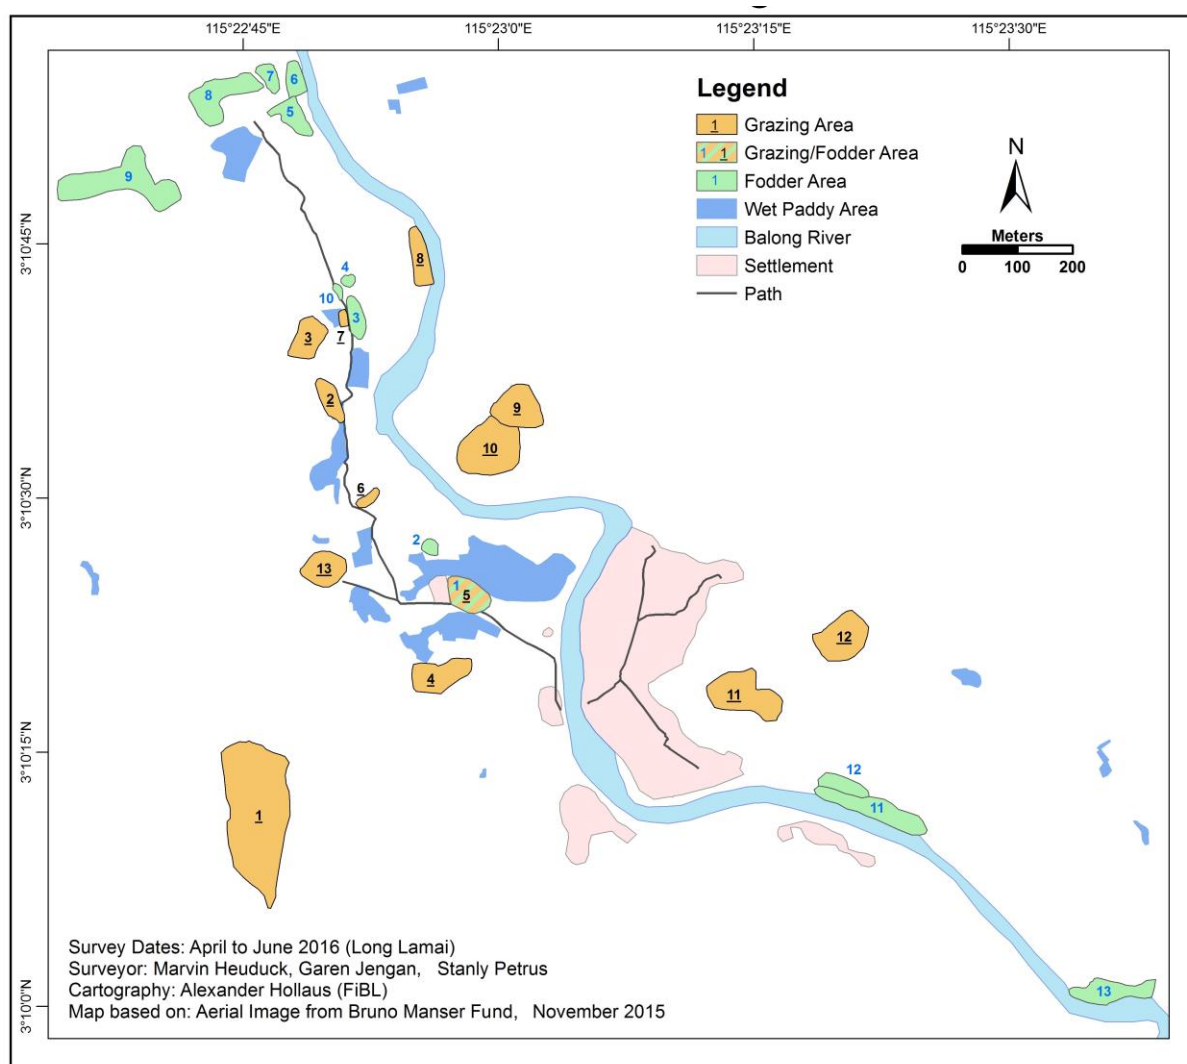 115°22'45"E 115°23'0"E 115°23'15"E 115°23'30"E
Legend
1 Grazing Area
1 1 Grazing/Fodder Area
1 Fodder Area
Wet Paddy Area
Balong River
Settlement
Path
N
Meters
0 100 200
3°10'45"N
3°10'30"N
3°10'15"N
3°10'0"N
7 6
8
5
9
8
4
10
3
7
3
2
9
10
6
2
13
1
5
12
4
11
12
11
1
13
Survey Dates: April to June 2016 (Long Lamai)
Surveyor: Marvin Heuduck, Garen Jengan, Stanly Petrus
Cartography: Alexander Hollaus (FiBL)
Map based on: Aerial Image from Bruno Manser Fund, November 2015